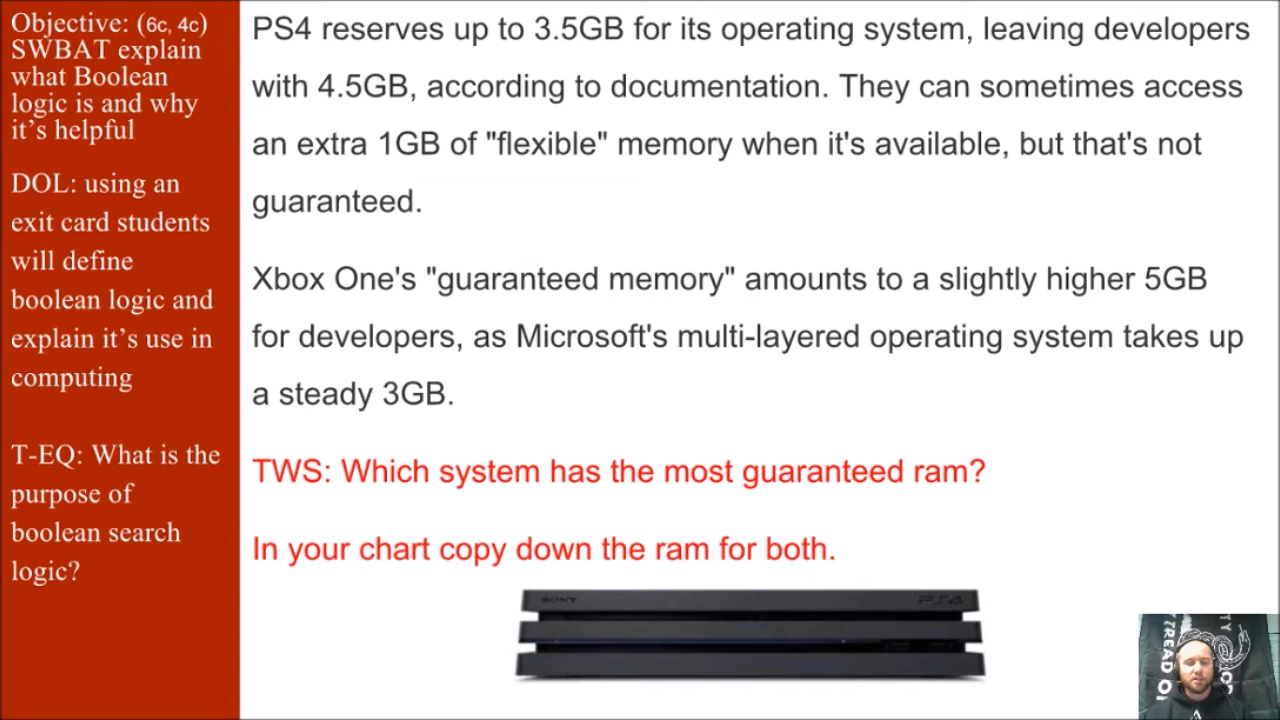 Objective: (6c, 4c)
SWBAT explain
what Boolean
logic is and why
it's helpful
DOL: using an
exit card students
will define
boolean logic and
explain it's use in
computing
T-EQ: What is the
purpose of
boolean search
logic?
PS4 reserves up to 3.5GB for its operating system, leaving developers
with 4.5GB, according to documentation. They can sometimes access
an extra 1GB of "flexible" memory when it's available, but that's not
guaranteed.
Xbox One's "guaranteed memory" amounts to a slightly higher 5GB
for developers, as Microsoft's multi-layered operating system takes up
a steady 3GB.
TWS: Which system has the most guaranteed ram?
In your chart copy down the ram for both.
SONY
PS4
TREAD